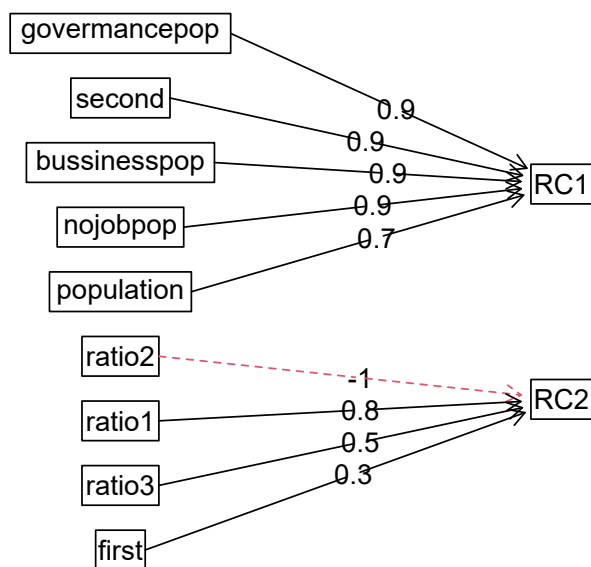 govermancepop
0.9
second
0.9
bussinesspop
0.9
RC1
nojobpop
0.9
population
0.7
ratio2
-1
RC2
ratio1
0.8
ratio3
0.5
first
0.3